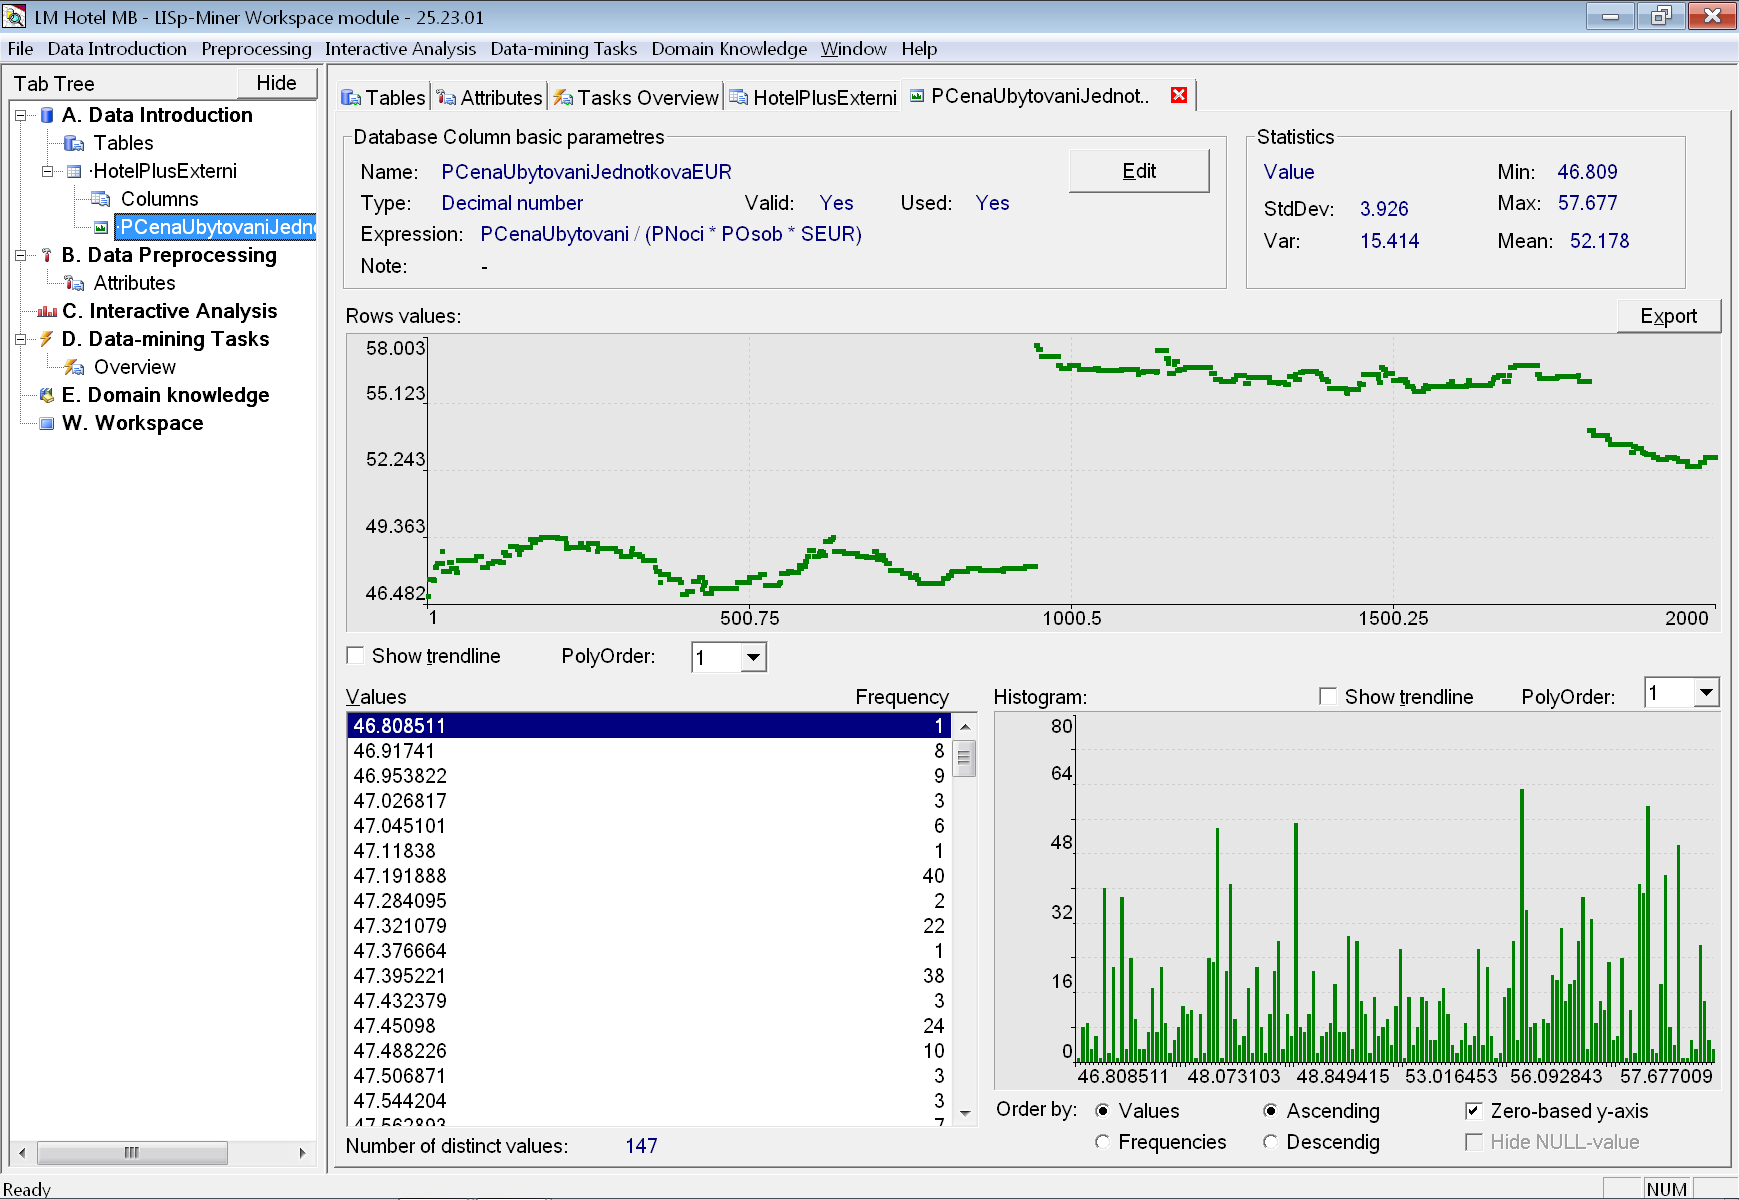 LM Hotel MB - LISp-Miner Workspace module - 25.23.01
File Data Introduction Preprocessing Interactive Analysis Data-mining Tasks Domain Knowledge Window Help
Tab Tree
Hide
A. Data Introduction
Tables
·HotelPlusExterni
Columns
·PCenaUbytovaniJedno
B. Data Preprocessing
Attributes
C. Interactive Analysis
D. Data-mining Tasks
Overview
E. Domain knowledge
W. Workspace
Tables Attributes Tasks Overview HotelPlusExterni PCenaUbytovaniJednot..
Database Column basic parametres
Name: PCenaUbytovaniJednotkovaEUR
Edit
Type: Decimal number Valid: Yes Used: Yes
Expression: PCenaUbytovani / (PNoci * POsob * SEUR)
Note: -
Statistics
Value Min: 46.809
StdDev: 3.926 Max: 57.677
Var: 15.414 Mean: 52.178
Rows values:
Export
58.003
55.123
52.243
49.363
46.482
1 500.75 1000.5 1500.25 2000
Show trendline PolyOrder: 1
Values Frequency
46.808511 1
46.91741 8
46.953822 9
47.026817 3
47.045101 6
47.11838 1
47.191888 40
47.284095 2
47.321079 22
47.376664 1
47.395221 38
47.432379 3
47.45098 24
47.488226 10
47.506871 3
47.544204 3
47.562893 7
Number of distinct values: 147
Histogram: Show trendline PolyOrder: 1
80
64
48
32
16
0
46.808511 48.073103 48.849415 53.016453 56.092843 57.677009
Order by: Values Ascending Zero-based y-axis
Frequencies Descendig Hide NULL-value
Ready
NUM